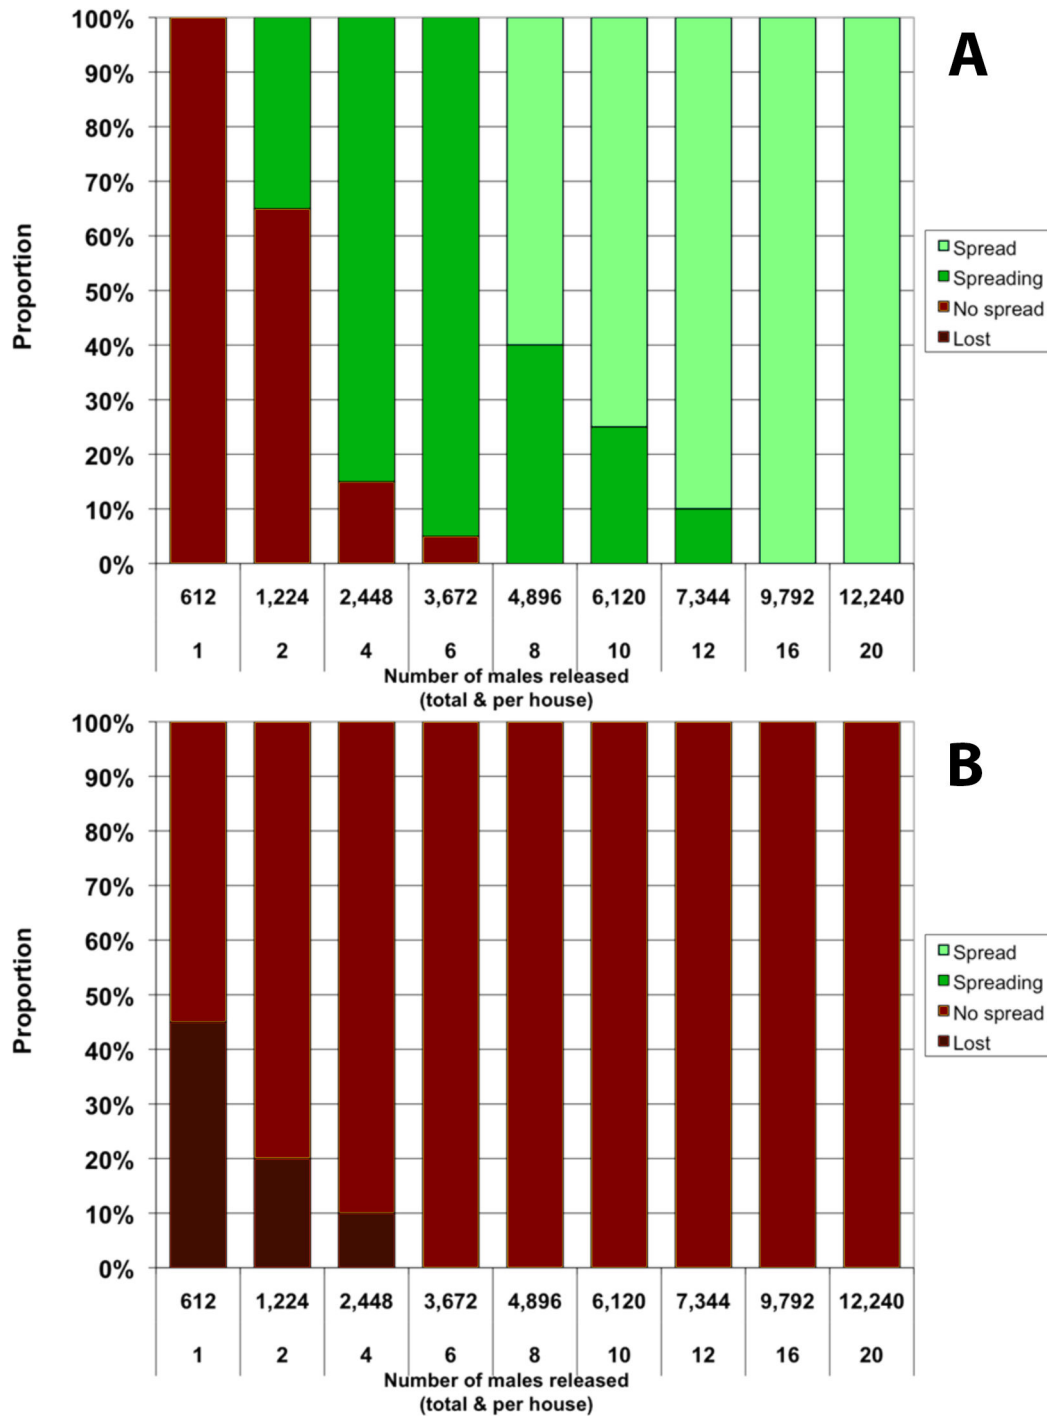 A
100%
90%
80%
70%
60%
50%
40%
30%
20%
10%
0%
Proportion
Spread
Spreading
No spread
Lost
612 1,224 2,448 3,672 4,896 6,120 7,344 9,792 12,240
1 2 4 6 8 10 12 16 20
Number of males released
(total & per house)
B
100%
90%
80%
70%
60%
50%
40%
30%
20%
10%
0%
Proportion
Spread
Spreading
No spread
Lost
612 1,224 2,448 3,672 4,896 6,120 7,344 9,792 12,240
1 2 4 6 8 10 12 16 20
Number of males released
(total & per house)